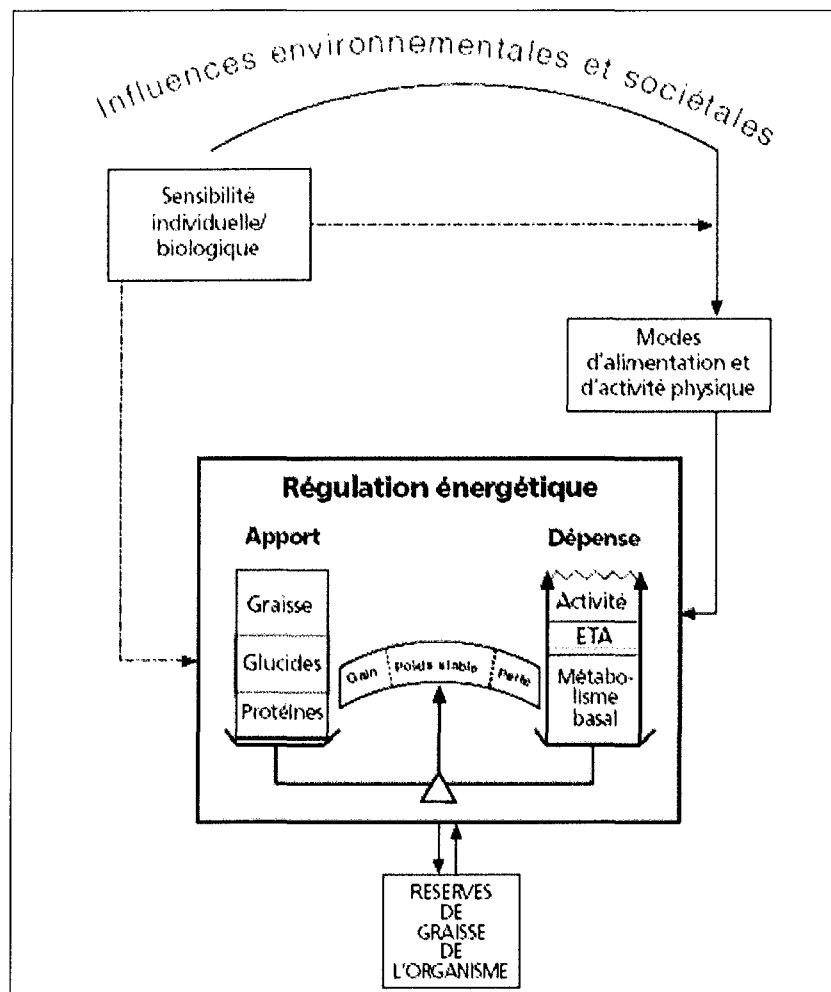 Influences environnementales et sociétales
Sensibilité
individuelle/
biologique
Modes
d'alimentation et
d'activité physique
Régulation énergétique
Apport
Dépense
Graisse
Glucides
Protéines
Gain
Poids stable
Perte
Activité
ETA
Métabo-
lisme
basal
RESERVES
DE
GRAISSE
DE
L'ORGANISME